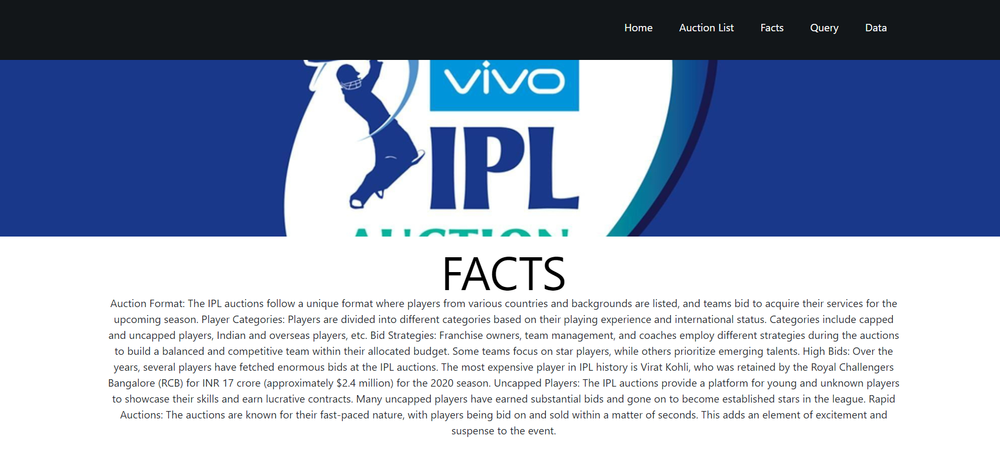 Home Auction List Facts Query Data
vivo
IPL
AUCTION
FACTS
Auction Format: The IPL auctions follow a unique format where players from various countries and backgrounds are listed, and teams bid to acquire their services for the
upcoming season. Player Categories: Players are divided into different categories based on their playing experience and international status. Categories include capped
and uncapped players, Indian and overseas players, etc. Bid Strategies: Franchise owners, team management, and coaches employ different strategies during the auctions
to build a balanced and competitive team within their allocated budget. Some teams focus on star players, while others prioritize emerging talents. High Bids: Over the
years, several players have fetched enormous bids at the IPL auctions. The most expensive player in IPL history is Virat Kohli, who was retained by the Royal Challengers
Bangalore (RCB) for INR 17 crore (approximately $2.4 million) for the 2020 season. Uncapped Players: The IPL auctions provide a platform for young and unknown players
to showcase their skills and earn lucrative contracts. Many uncapped players have earned substantial bids and gone on to become established stars in the league. Rapid
Auctions: The auctions are known for their fast-paced nature, with players being bid on and sold within a matter of seconds. This adds an element of excitement and
suspense to the event.